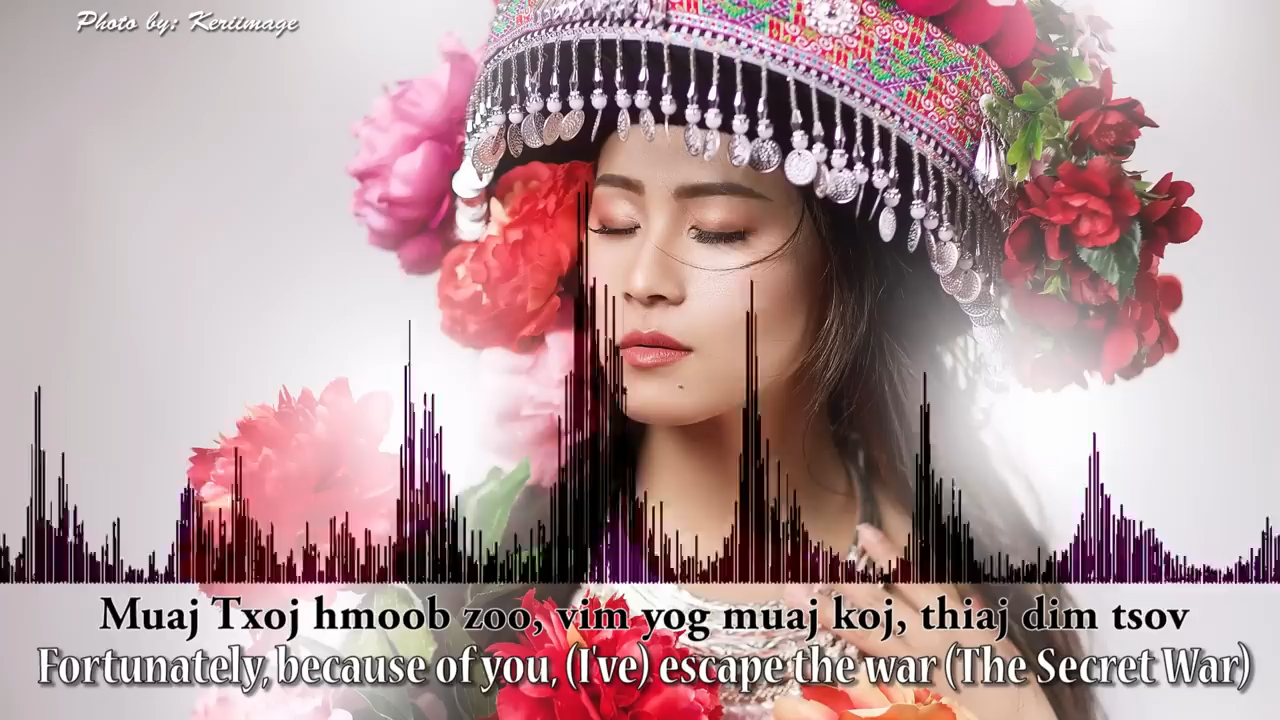 Photo by: Keriimage
Muaj Txoj hmoob zoo, vim yog muaj koj, thiaj dim tsov
Fortunately, because of you, (I've) escape the war (The Secret War)